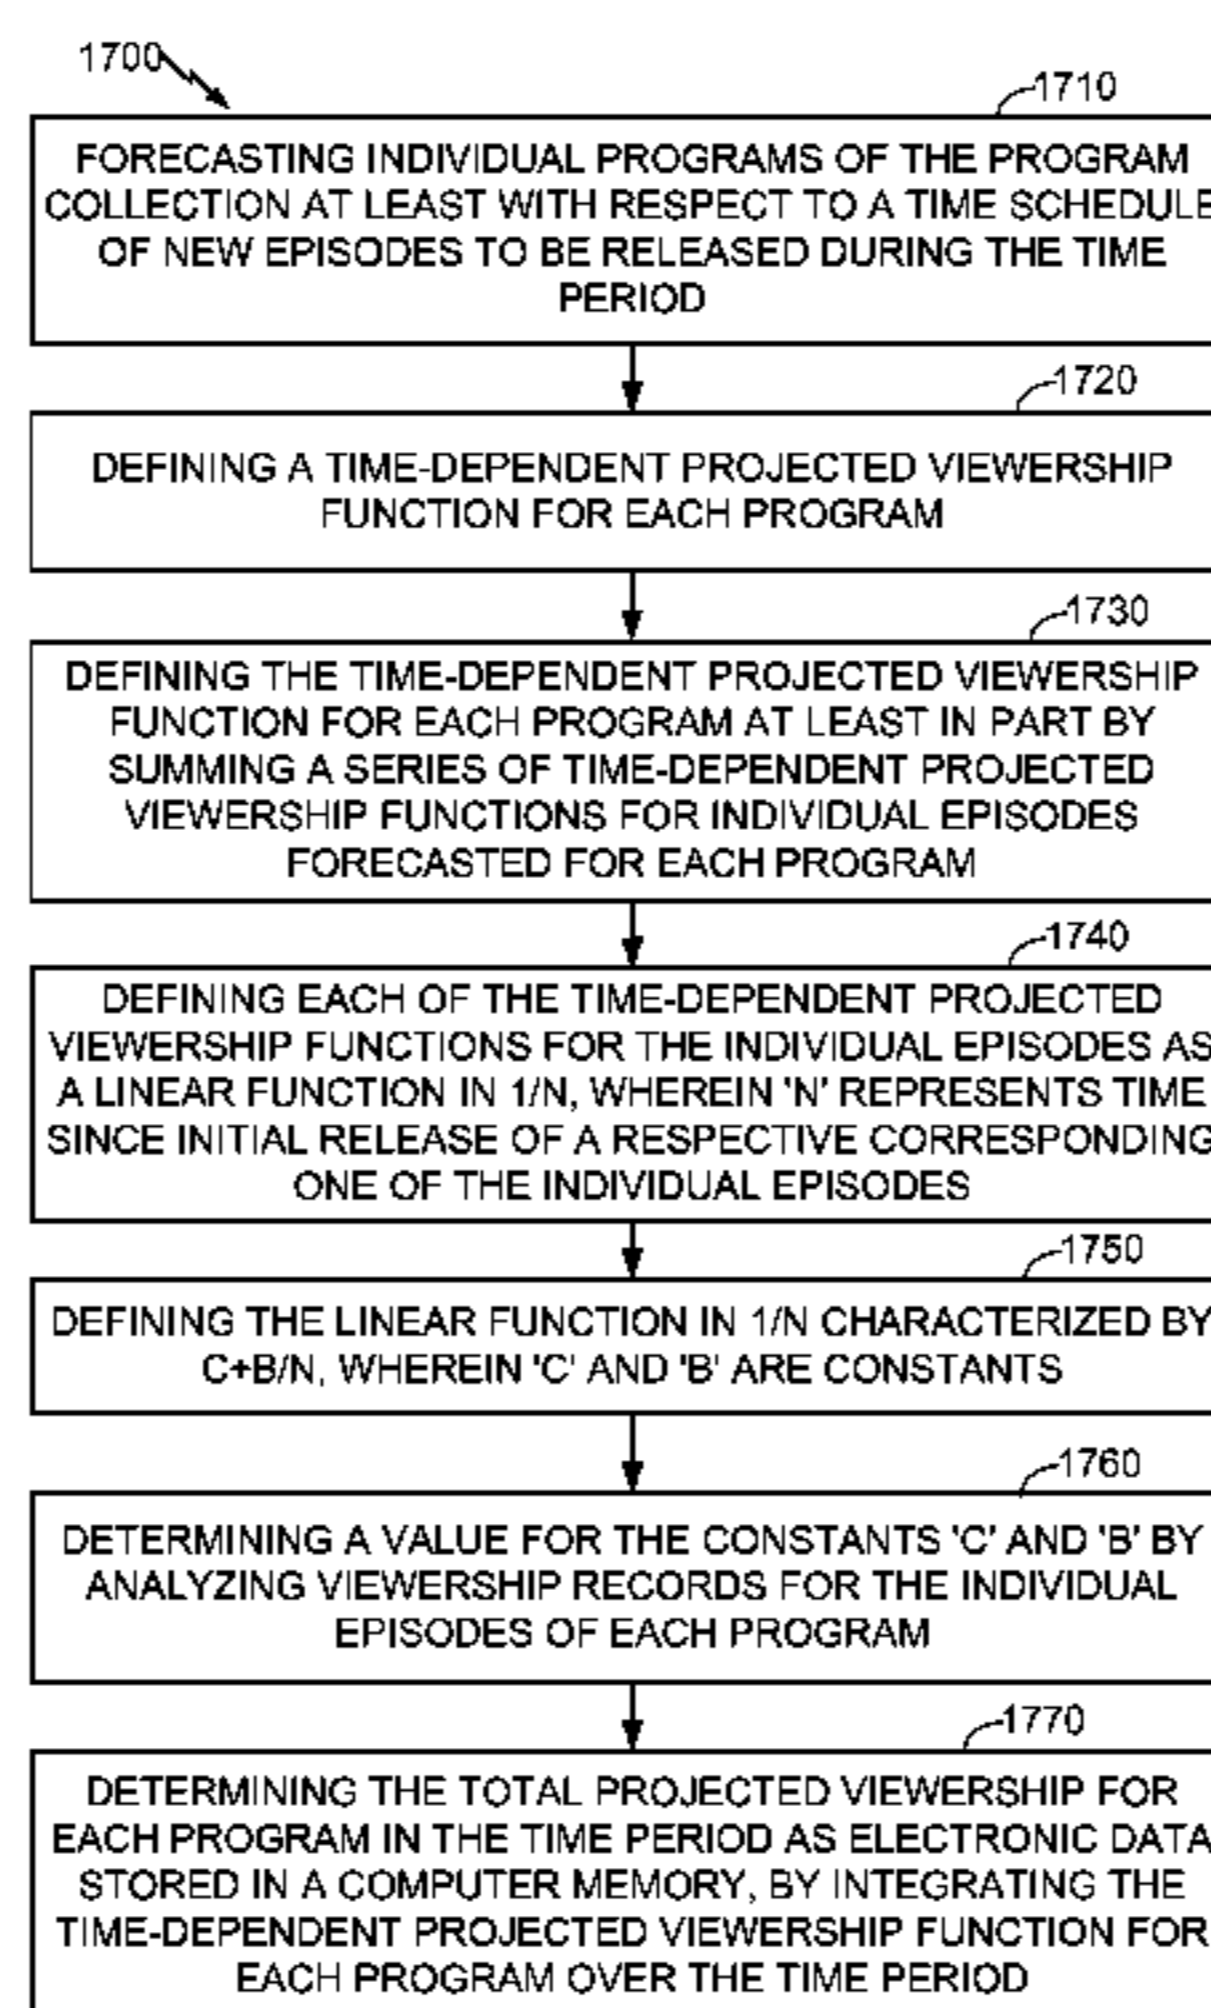 1700
1710
FORECASTING INDIVIDUAL PROGRAMS OF THE PROGRAM
COLLECTION AT LEAST WITH RESPECT TO A TIME SCHEDULE
OF NEW EPISODES TO BE RELEASED DURING THE TIME
PERIOD
1720
DEFINING A TIME-DEPENDENT PROJECTED VIEWERSHIP
FUNCTION FOR EACH PROGRAM
1730
DEFINING THE TIME-DEPENDENT PROJECTED VIEWERSHIP
FUNCTION FOR EACH PROGRAM AT LEAST IN PART BY
SUMMING A SERIES OF TIME-DEPENDENT PROJECTED
VIEWERSHIP FUNCTIONS FOR INDIVIDUAL EPISODES
FORECASTED FOR EACH PROGRAM
1740
DEFINING EACH OF THE TIME-DEPENDENT PROJECTED
VIEWERSHIP FUNCTIONS FOR THE INDIVIDUAL EPISODES AS
A LINEAR FUNCTION IN 1/N, WHEREIN 'N' REPRESENTS TIME
SINCE INITIAL RELEASE OF A RESPECTIVE CORRESPONDING
ONE OF THE INDIVIDUAL EPISODES
1750
DEFINING THE LINEAR FUNCTION IN 1/N CHARACTERIZED BY
C+B/N, WHEREIN 'C' AND 'B' ARE CONSTANTS
1760
DETERMINING A VALUE FOR THE CONSTANTS 'C' AND 'B' BY
ANALYZING VIEWERSHIP RECORDS FOR THE INDIVIDUAL
EPISODES OF EACH PROGRAM
1770
DETERMINING THE TOTAL PROJECTED VIEWERSHIP FOR
EACH PROGRAM IN THE TIME PERIOD AS ELECTRONIC DATA
STORED IN A COMPUTER MEMORY, BY INTEGRATING THE
TIME-DEPENDENT PROJECTED VIEWERSHIP FUNCTION FOR
EACH PROGRAM OVER THE TIME PERIOD